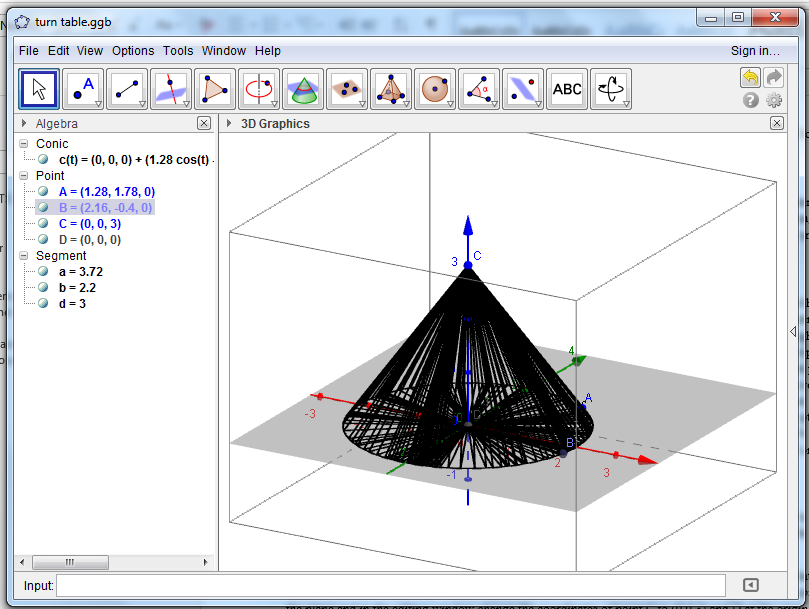 turn table.ggb
File Edit View Options Tools Window Help Sign in...
A α ABC
Algebra
3D Graphics
Conic
c(t) = (0, 0, 0) + (1.28 cos(t) -
Point
A = (1.28, 1.78, 0)
B = (2.16, -0.4, 0)
C = (0, 0, 3)
D = (0, 0, 0)
Segment
a = 3.72
b = 2.2
d = 3
3 C
4
A
-3
B
2
3
-1
Input: